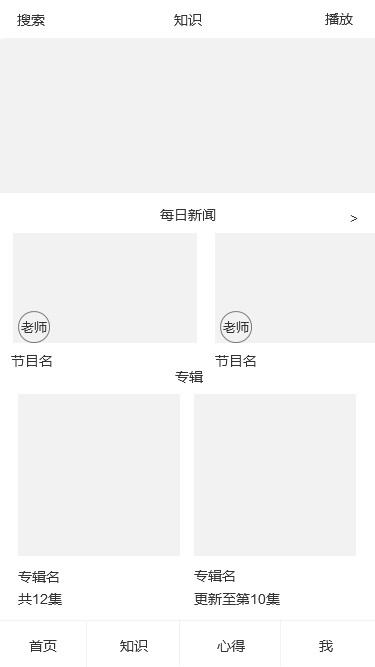 搜索 知识 播放
每日新闻 >
老师 老师
节目名 节目名
专辑
专辑名 专辑名
共12集 更新至第10集
首页 知识 心得 我